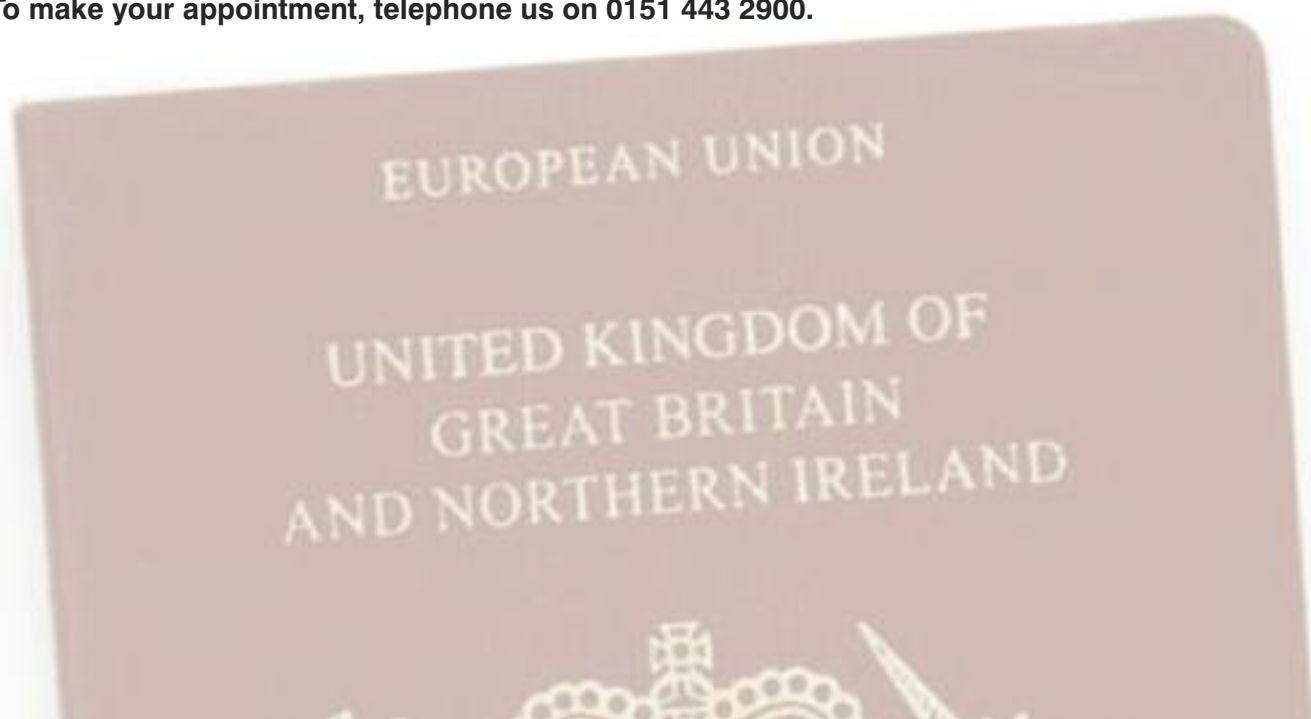 To make your appointment, telephone us on 0151 443 2900.
EUROPEAN UNION
UNITED KINGDOM OF
GREAT BRITAIN
AND NORTHERN IRELAND